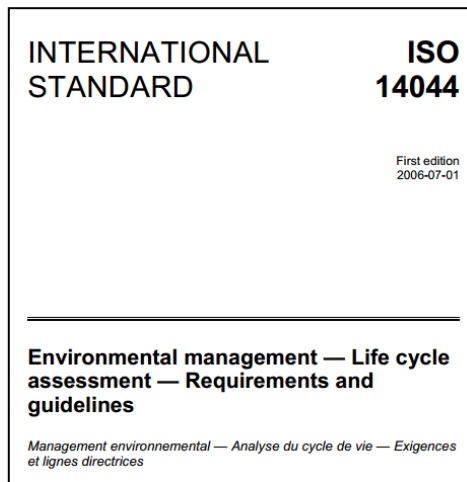 INTERNATIONAL STANDARD
ISO 14044
First edition
2006-07-01
Environmental management — Life cycle
assessment — Requirements and
guidelines
Management environnemental — Analyse du cycle de vie — Exigences
et lignes directrices